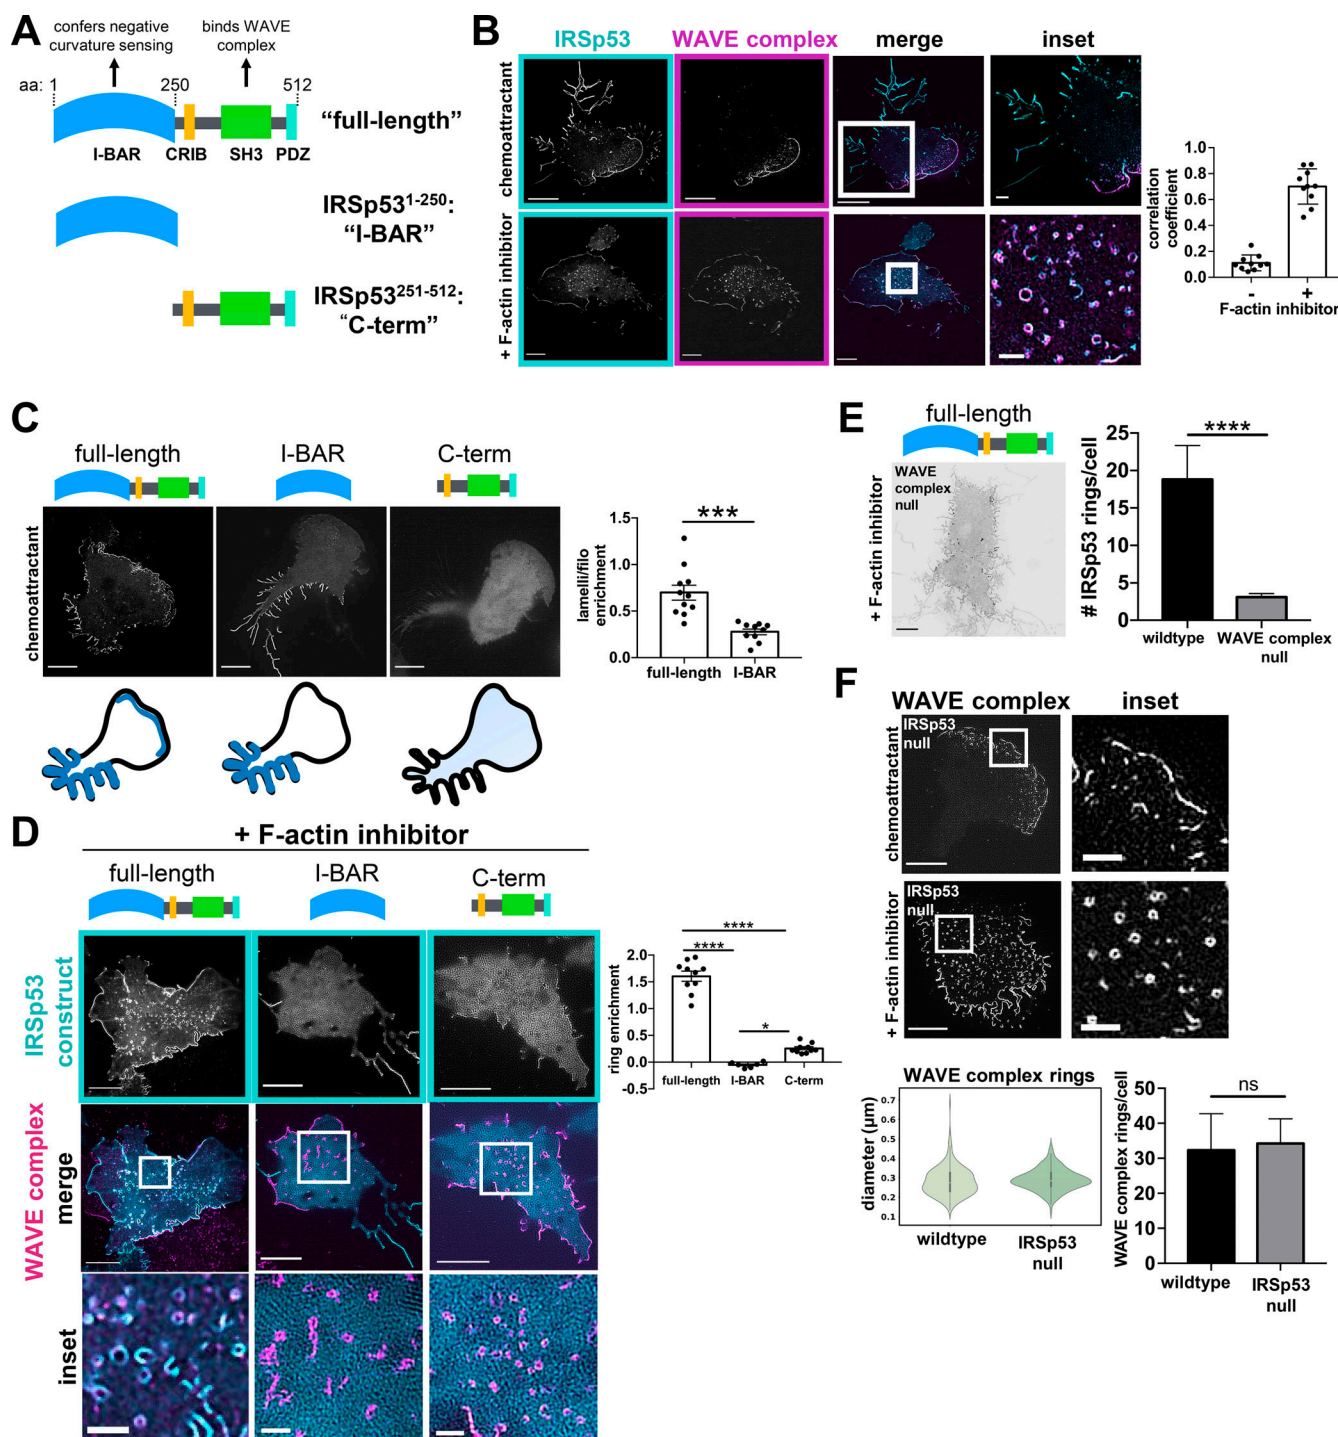 A
confers negative
curvature sensing
binds WAVE
complex
aa: 1
250
512
I-BAR
CRIB
SH3
PDZ
“full-length”
IRSp53¹⁻²⁵⁰:
“I-BAR”
IRSp53²⁵¹⁻⁵¹²:
“C-term”
B
IRSp53
WAVE complex
merge
inset
chemoattractant
+ F-actin inhibitor
correlation
coefficient
1.0
0.8
0.6
0.4
0.2
0.0
- +
F-actin inhibitor
C
full-length
I-BAR
C-term
chemoattractant
lamelli/filo
enrichment
1.5
1.0
0.5
0.0
***
full-length I-BAR
D
+ F-actin inhibitor
full-length
I-BAR
C-term
IRSp53
construct
WAVE complex
merge
inset
ring enrichment
2.0
1.5
1.0
0.5
0.0
-0.5
****
****
*
full-length I-BAR C-term
E
full-length
+ F-actin inhibitor
WAVE
complex
null
# IRSp53 rings/cell
25
20
15
10
5
0
****
wildtype WAVE complex
null
F
WAVE complex
inset
chemoattractant
IRSp53
null
+ F-actin inhibitor
IRSp53
null
WAVE complex rings
diameter (μm)
0.7
0.6
0.5
0.4
0.3
0.2
0.1
wildtype IRSp53
null
WAVE complex rings/cell
50
40
30
20
10
0
ns
wildtype IRSp53
null